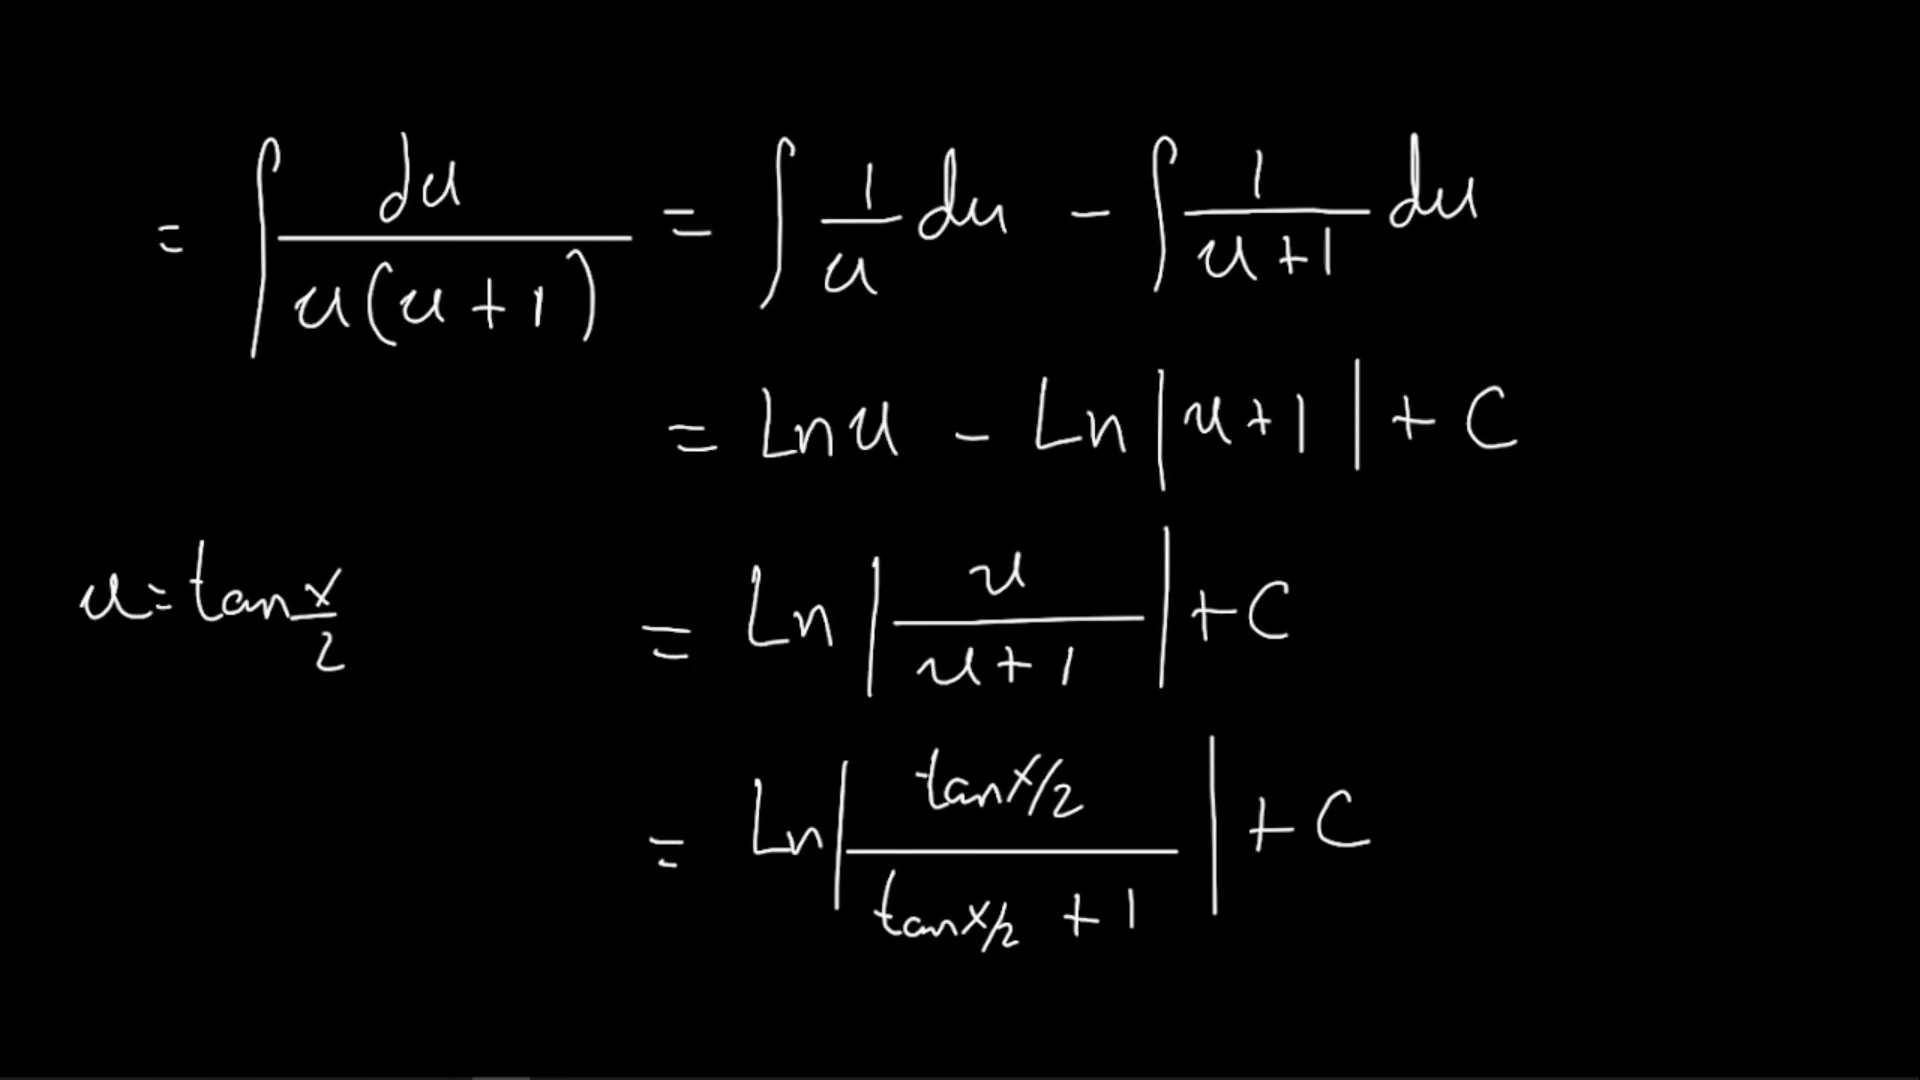 = ∫ du / u(u+1) = ∫ 1/u du - ∫ 1/u+1 du
= Ln u - Ln |u+1| + C
u = tan x/2 = Ln | u / u+1 | + C
= Ln | tan x/2 / tan x/2 + 1 | + C